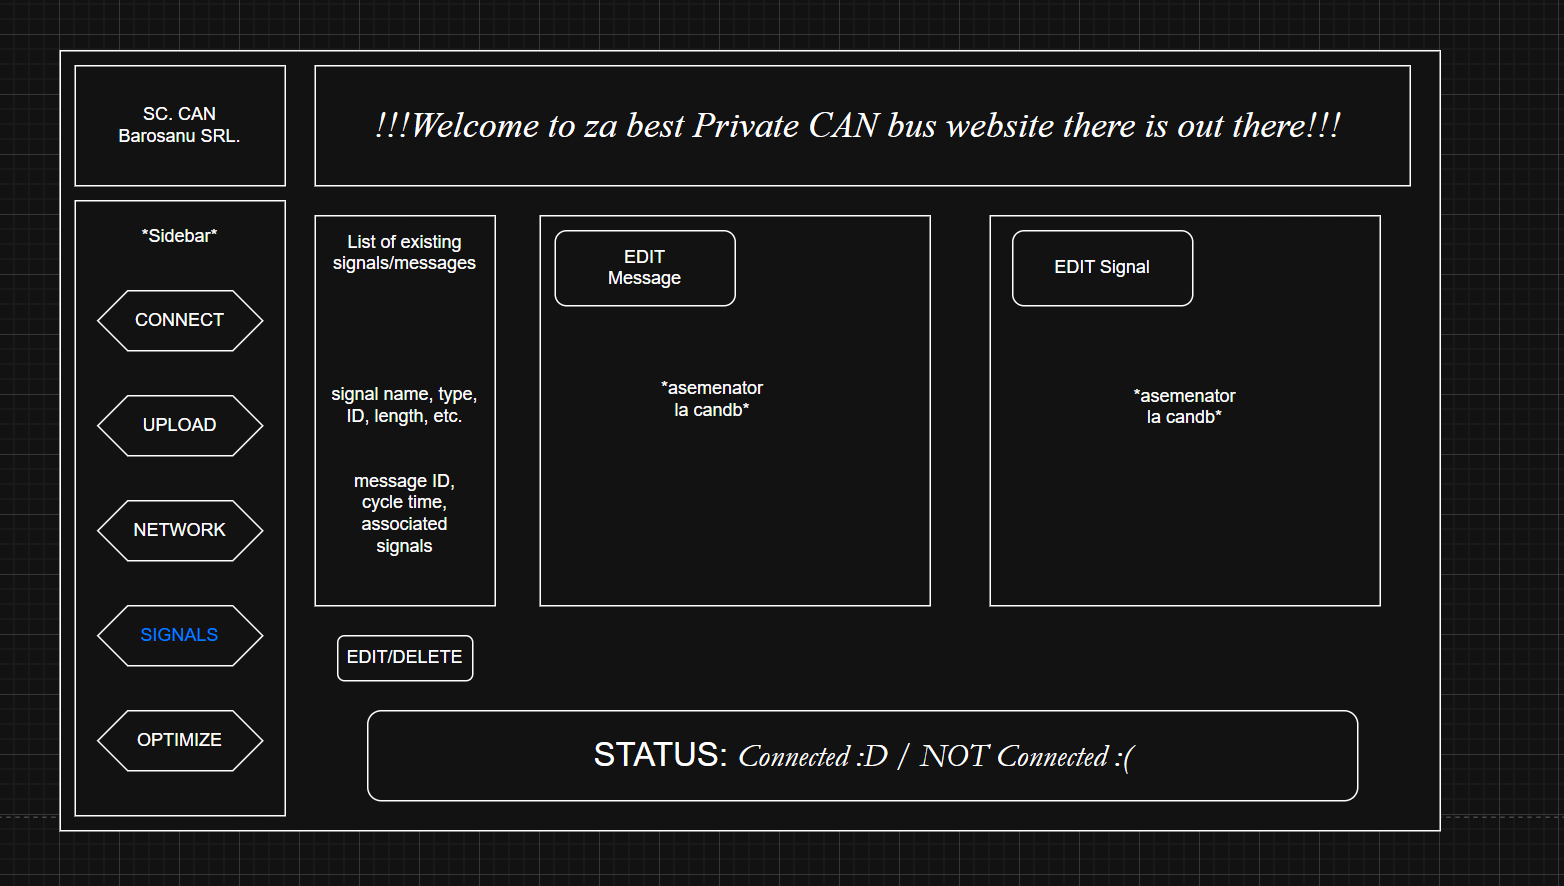 SC. CAN
Barosanu SRL.
!!!Welcome to za best Private CAN bus website there is out there!!!
*Sidebar*
CONNECT
UPLOAD
NETWORK
SIGNALS
OPTIMIZE
List of existing
signals/messages
signal name, type,
ID, length, etc.
message ID,
cycle time,
associated
signals
EDIT/DELETE
EDIT
Message
*asemenator
la candb*
EDIT Signal
*asemenator
la candb*
STATUS: Connected :D / NOT Connected :(